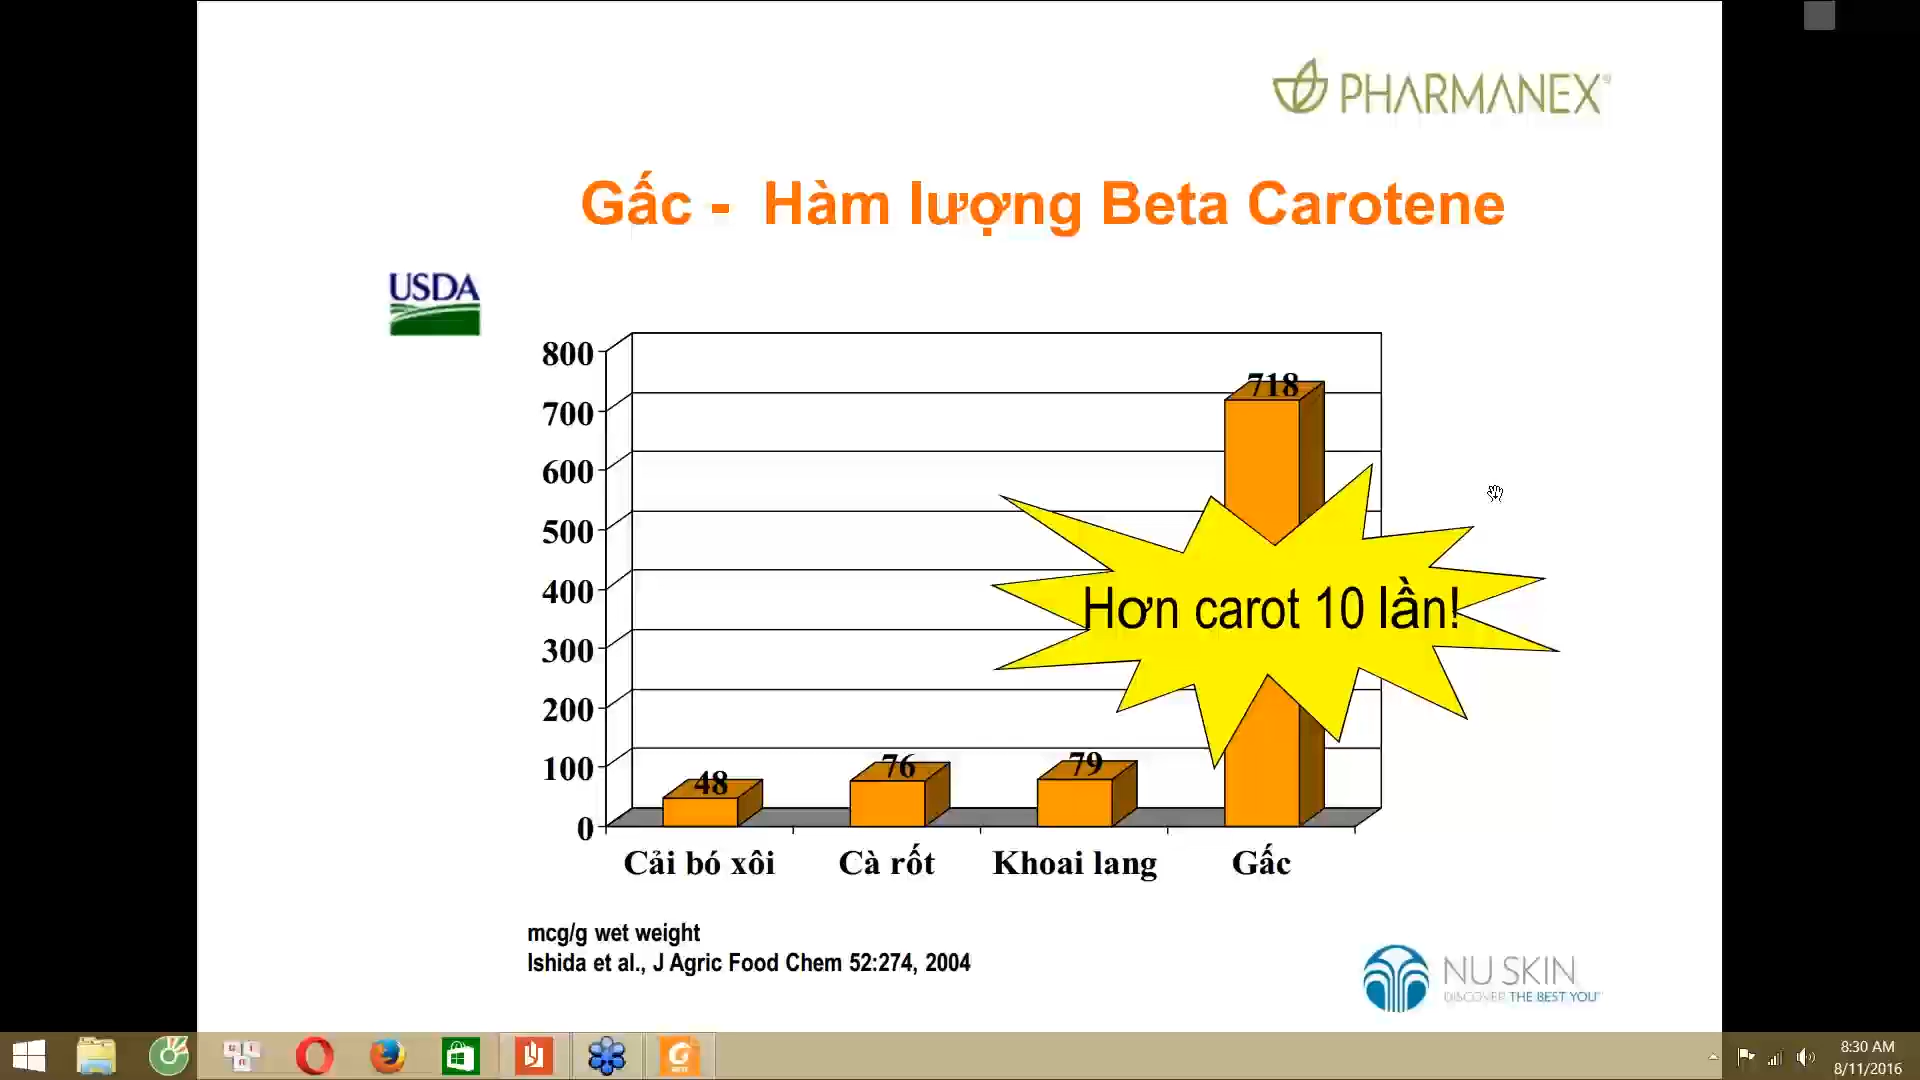 PHARMANEX®
Gấc - Hàm lượng Beta Carotene
USDA
800
700
600
500
400
300
200
100
0
718
48
76
79
Hơn carot 10 lần!
Cải bó xôi
Cà rốt
Khoai lang
Gấc
mcg/g wet weight
Ishida et al., J Agric Food Chem 52:274, 2004
NU SKIN
DISCOVER THE BEST YOU
8:30 AM
8/11/2016